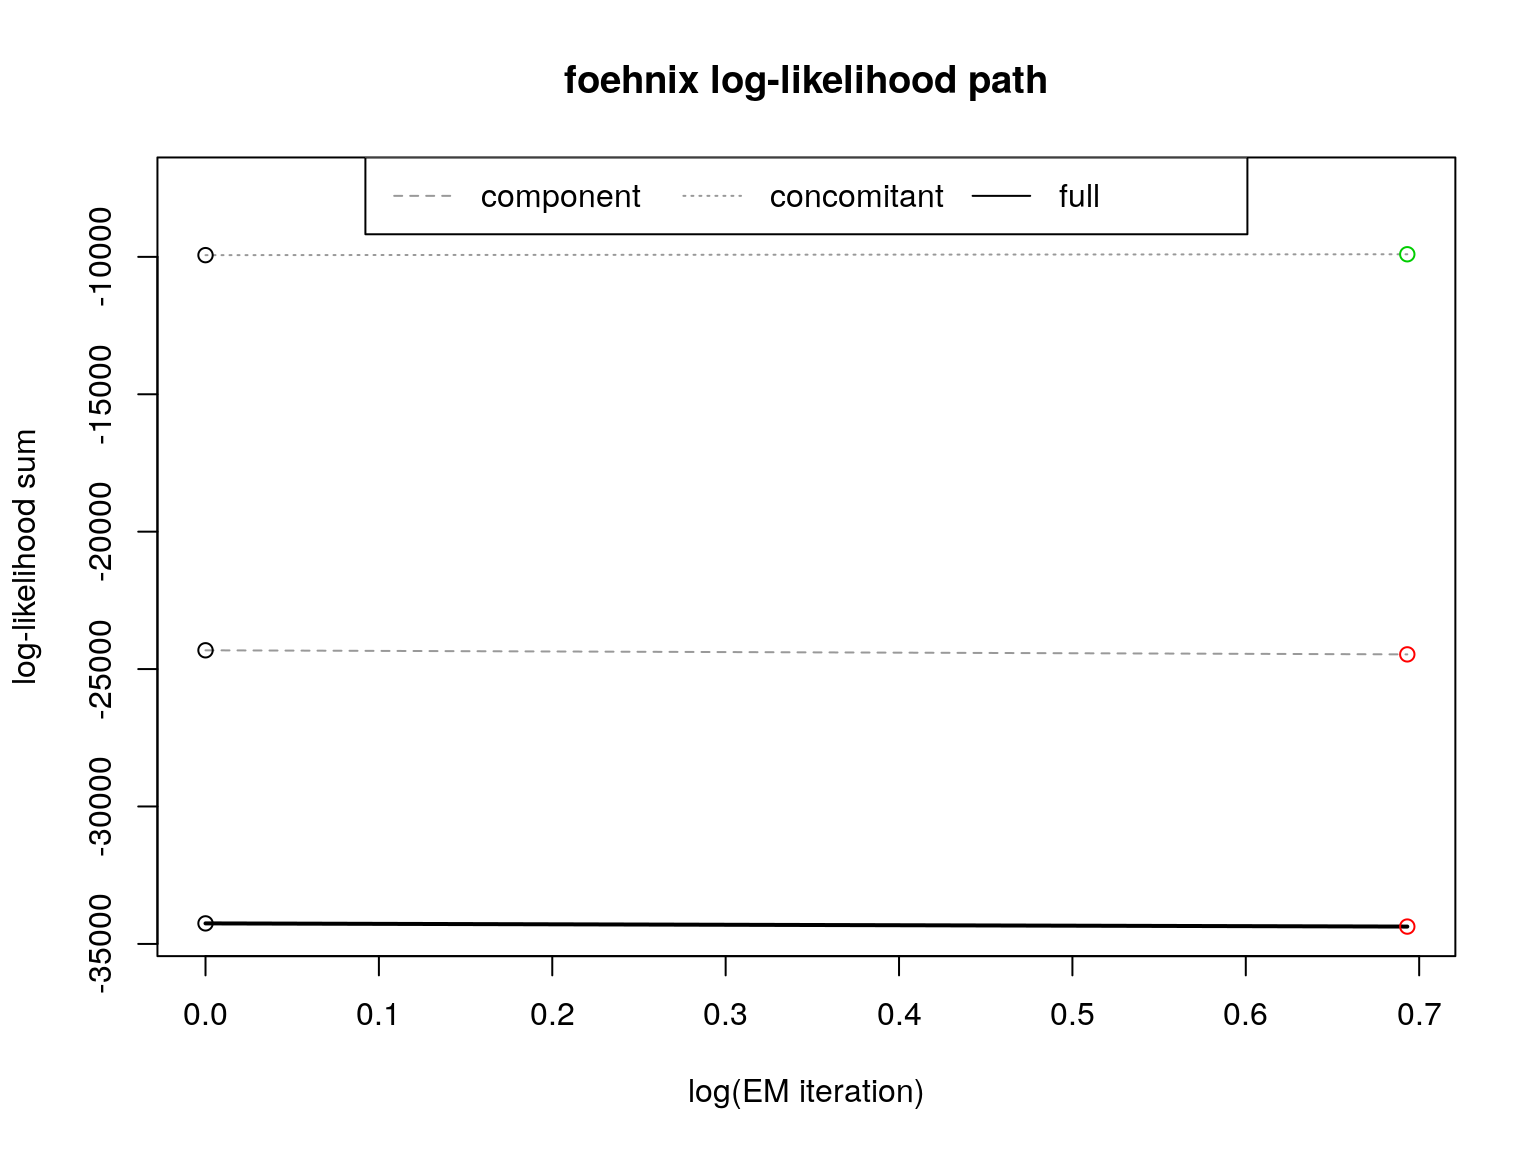 foehnix log-likelihood path
component concomitant full
log-likelihood sum
-10000
-15000
-20000
-25000
-30000
-35000
0.0 0.1 0.2 0.3 0.4 0.5 0.6 0.7
log(EM iteration)